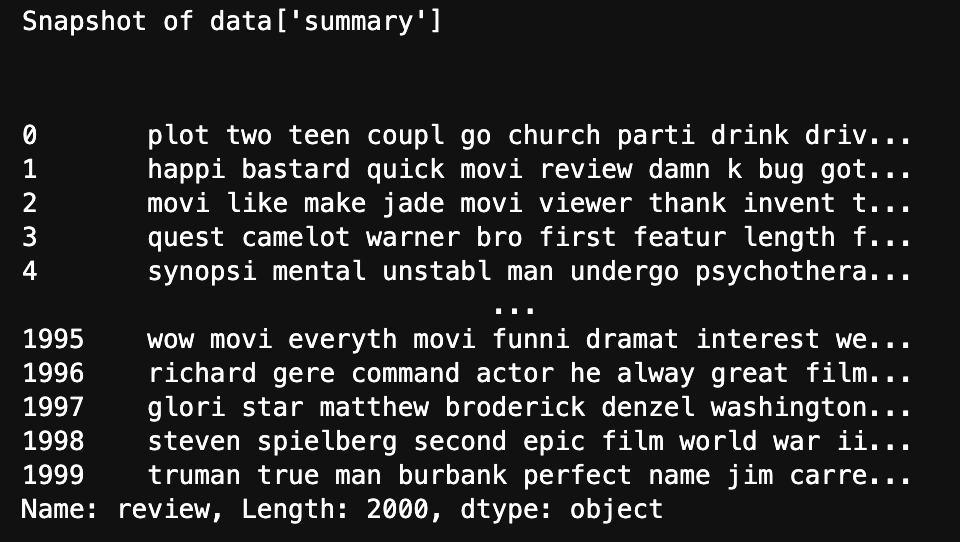 Snapshot of data['summary']
0 plot two teen coupl go church parti drink driv...
1 happi bastard quick movi review damn k bug got...
2 movi like make jade movi viewer thank invent t...
3 quest camelot warner bro first featur length f...
4 synopsi mental unstabl man undergo psychothera...
...
1995 wow movi everyth movi funni dramat interest we...
1996 richard gere command actor he alway great film...
1997 glori star matthew broderick denzel washington...
1998 steven spielberg second epic film world war ii...
1999 truman true man burbank perfect name jim carre...
Name: review, Length: 2000, dtype: object